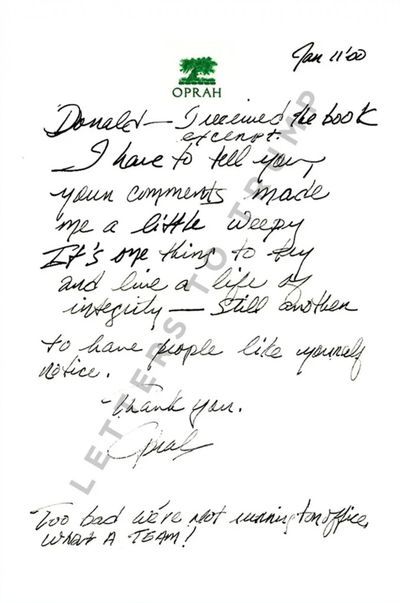 Jan 11'00
OPRAH
Donald— I received the book
excerpt.
I have to tell you,
your comments made
me a little weepy
It's one thing to try
and live a life of
integrity— still another
to have people like yourself
notice.
-Thank you.
Oprah
Too bad we're not running for office.
WHAT A TEAM!
LETTERS TO TRUMP